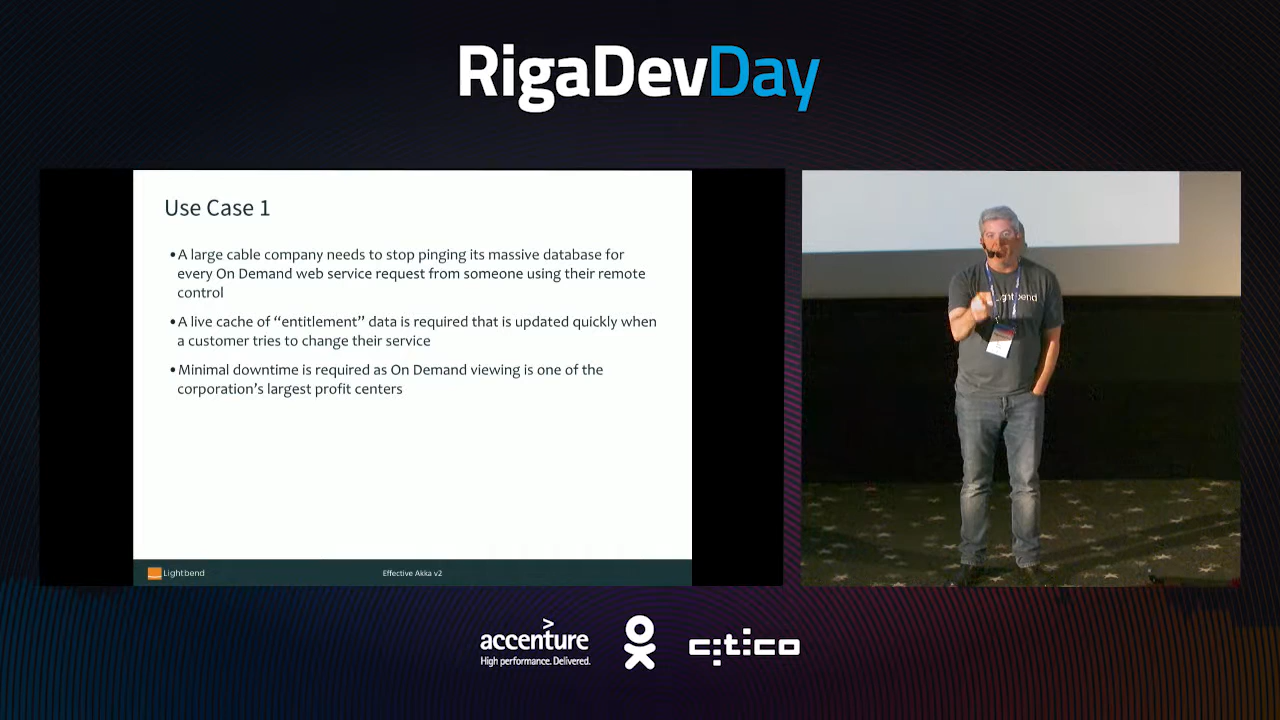 RigaDevDay
Use Case 1
•A large cable company needs to stop pinging its massive database for
every On Demand web service request from someone using their remote
control
•A live cache of “entitlement” data is required that is updated quickly when
a customer tries to change their service
•Minimal downtime is required as On Demand viewing is one of the
corporation’s largest profit centers
Lightbend
Effective Akka v2
Lightbend
accenture
High performance. Delivered.
citico